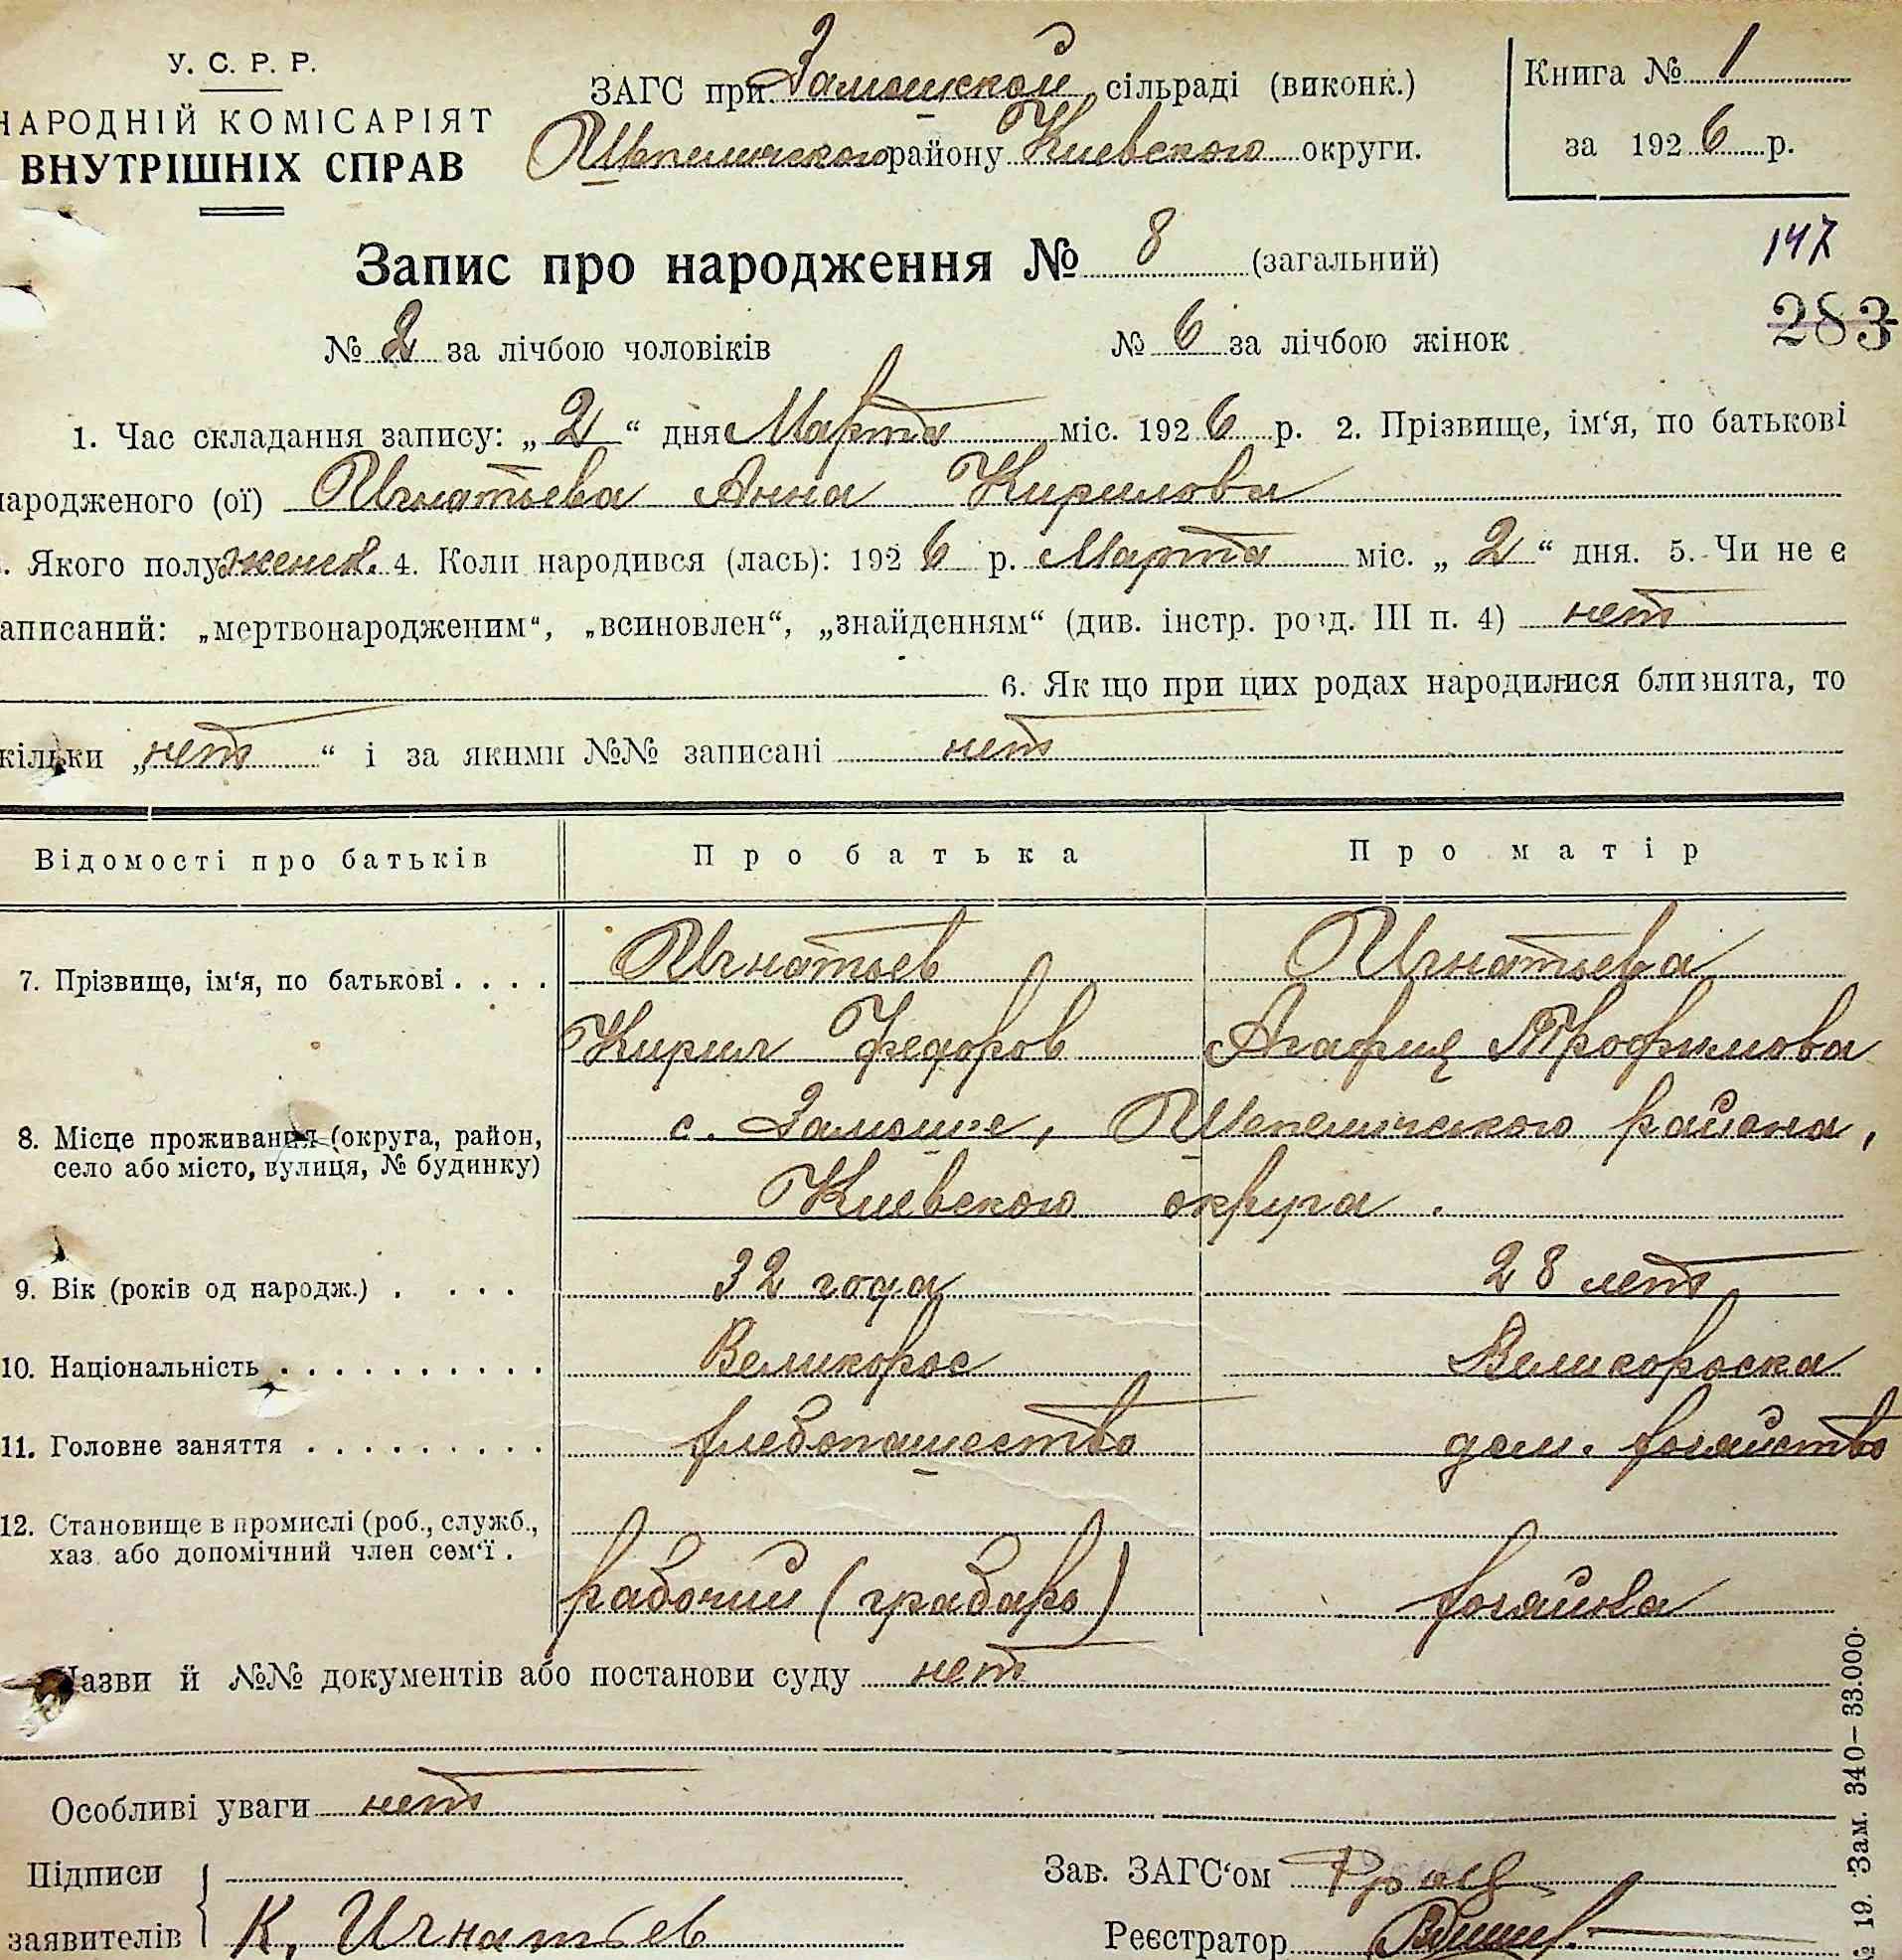 У. С. Р. Р.
НАРОДНІЙ КОМІСАРІЯТ
ВНУТРІШНІХ СПРАВ
ЗАГС при Замошской сільраді (виконк.)
Шепеличского району Киевского округи.
Книга № 1
за 1926 р.
Запис про народження № 8 (загальний)
147
283
№ 2 за лічбою чоловіків № 6 за лічбою жінок
1. Час складання запису: „2“ дня Марта міс. 1926 р. 2. Прізвище, ім‘я, по батькові
народженого (ої) Игнатьева Анна Кирилова
. Якого полу женск. 4. Коли народився (лась): 1926 р. Марта міс. „2“ дня. 5. Чи не є
аписаний: „мертвонародженим“, „всиновлен“, „знайденням“ (див. інстр. розд. III п. 4) нет
6. Як що при цих родах народилися близнята, то
кільки „нет“ і за якими №№ записані нет
Відомості про батьків Про батька Про матір
7. Прізвище, ім‘я, по батькові . . . . Игнатьев Игнатьева
Кирил Федоров Агафия Трофимова
8. Місце проживання (округа, район, с. Замошье, Шепеличского района,
село або місто, вулиця, № будинку) Киевского округа.
9. Вік (років од народж.) . . . . 32 года 28 лет
10. Національність . . . . . . . . . . . Великорос Великороска
11. Головне заняття . . . . . . . . . хлебопашество дом. хозяйство
12. Становище в промислі (роб., служб.,
хаз. або допомічний член сем‘ї . рабочий (грабарь) хозяйка
Назви й №№ документів або постанови суду нет
Особливі уваги нет
Підписи
заявителів К. Игнатьев
Зав. ЗАГС‘ом
Реєстратор
№ 19. Зам. 340–33.000.